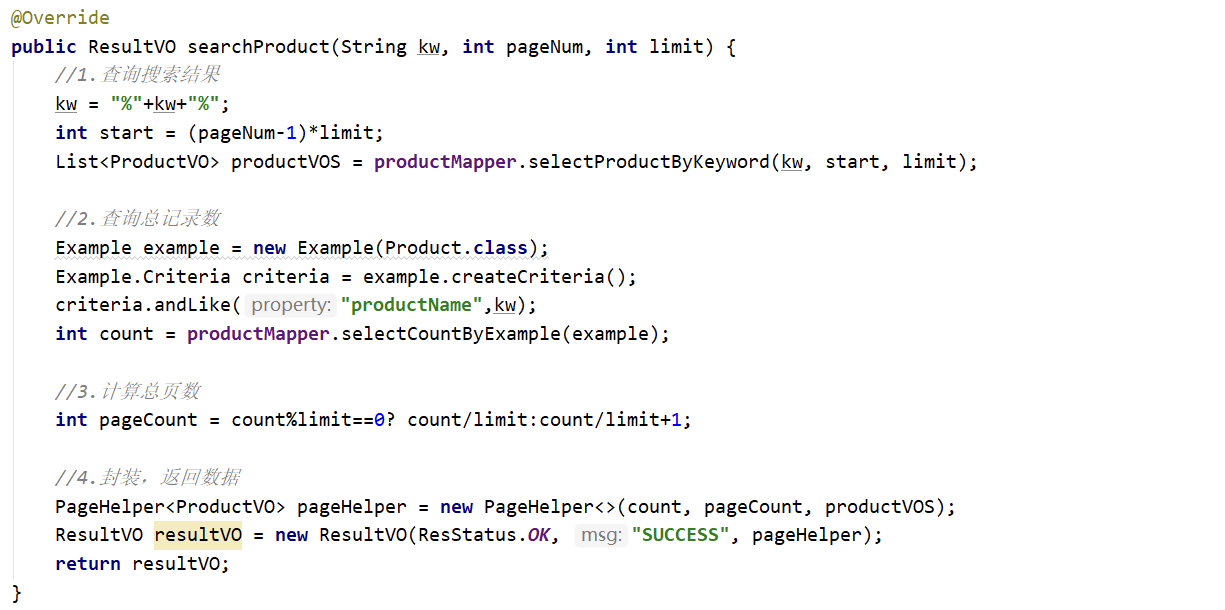 @Override
public ResultVO searchProduct(String kw, int pageNum, int limit) {
//1.查询搜索结果
kw = "%"+kw+"%";
int start = (pageNum-1)*limit;
List<ProductVO> productVOS = productMapper.selectProductByKeyword(kw, start, limit);
//2.查询总记录数
Example example = new Example(Product.class);
Example.Criteria criteria = example.createCriteria();
criteria.andLike( property: "productName",kw);
int count = productMapper.selectCountByExample(example);
//3.计算总页数
int pageCount = count%limit==0? count/limit:count/limit+1;
//4.封装，返回数据
PageHelper<ProductVO> pageHelper = new PageHelper<>(count, pageCount, productVOS);
ResultVO resultVO = new ResultVO(ResStatus.OK, msg: "SUCCESS", pageHelper);
return resultVO;
}